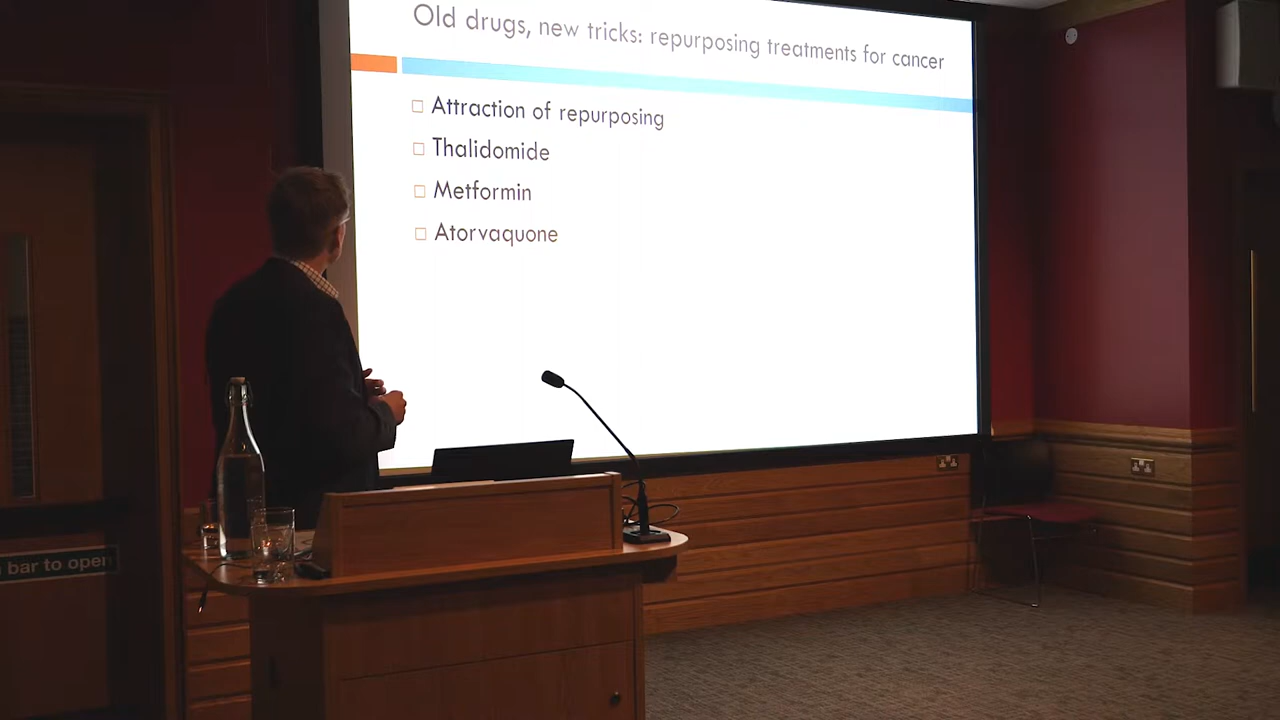 Old drugs, new tricks: repurposing treatments for cancer
Attraction of repurposing
Thalidomide
Metformin
Atorvaquone
bar to open